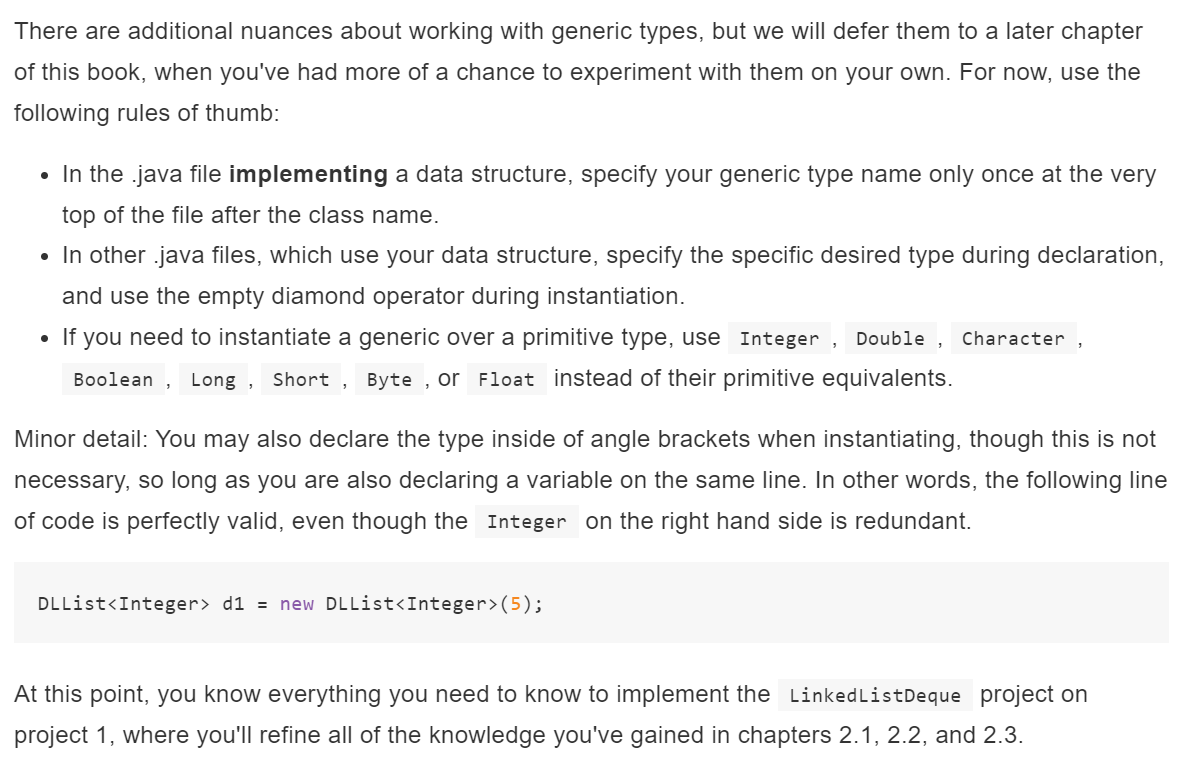 There are additional nuances about working with generic types, but we will defer them to a later chapter
of this book, when you've had more of a chance to experiment with them on your own. For now, use the
following rules of thumb:
• In the .java file implementing a data structure, specify your generic type name only once at the very
top of the file after the class name.
• In other .java files, which use your data structure, specify the specific desired type during declaration,
and use the empty diamond operator during instantiation.
• If you need to instantiate a generic over a primitive type, use Integer , Double , Character ,
Boolean , Long , Short , Byte , or Float instead of their primitive equivalents.
Minor detail: You may also declare the type inside of angle brackets when instantiating, though this is not
necessary, so long as you are also declaring a variable on the same line. In other words, the following line
of code is perfectly valid, even though the Integer on the right hand side is redundant.
DLList<Integer> d1 = new DLList<Integer>(5);
At this point, you know everything you need to know to implement the LinkedListDeque project on
project 1, where you'll refine all of the knowledge you've gained in chapters 2.1, 2.2, and 2.3.